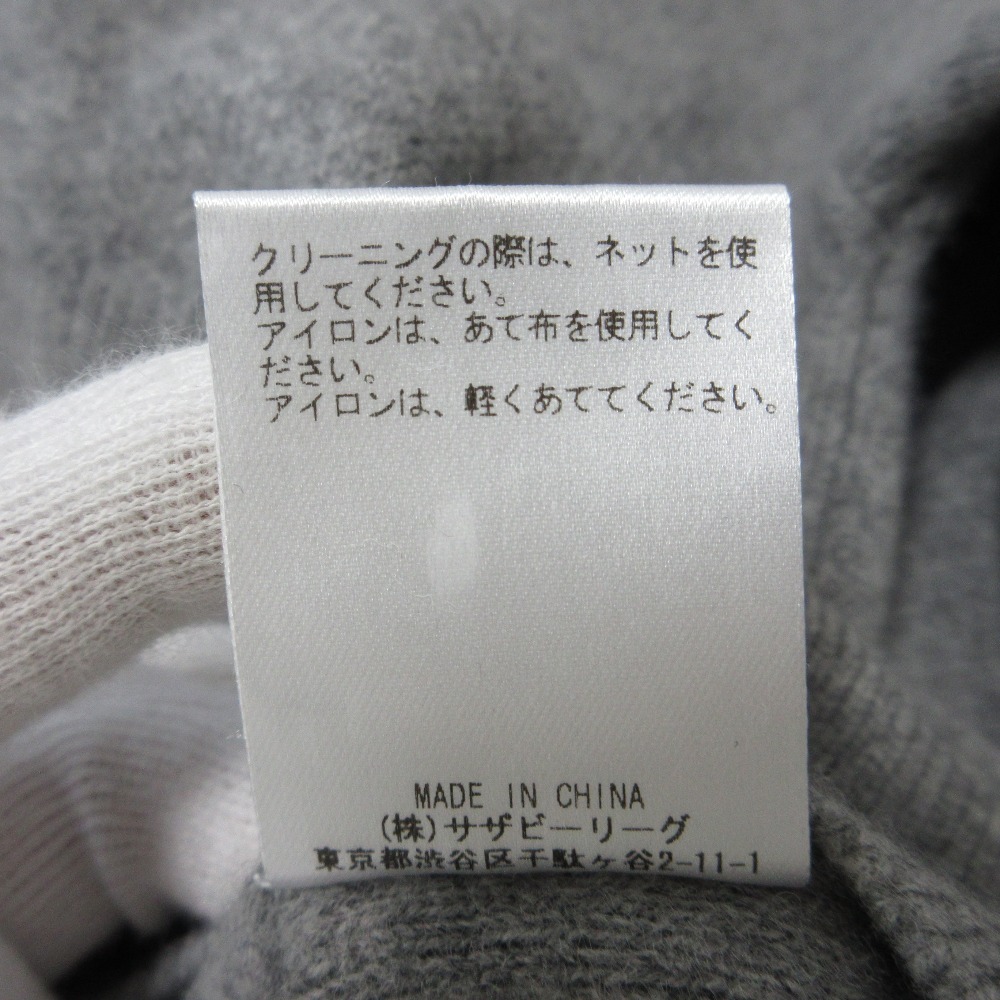 クリーニングの際は、ネットを使
用してください。
アイロンは、あて布を使用してく
ださい。
アイロンは、軽くあててください。
MADE IN CHINA
(株)サザビーリーグ
東京都渋谷区千駄ヶ谷2-11-1